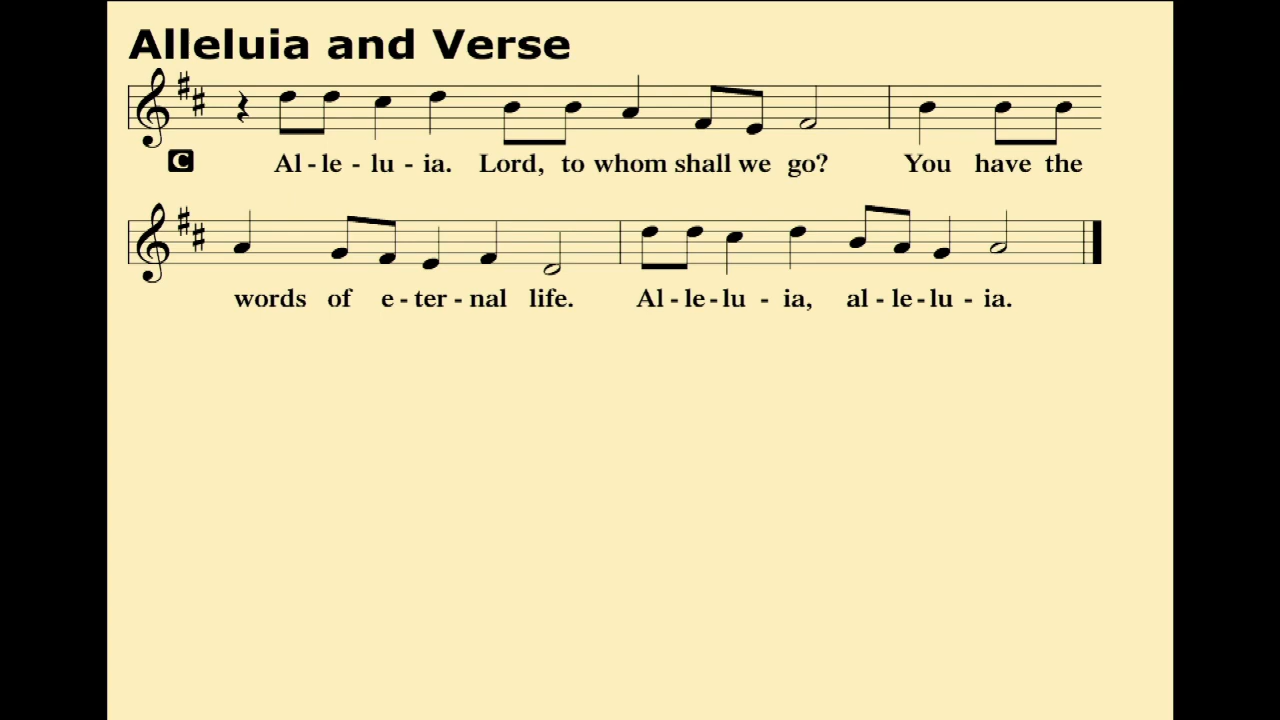 Alleluia and Verse
C Al - le - lu - ia. Lord, to whom shall we go? You have the
words of e - ter - nal life. Al - le - lu - ia, al - le - lu - ia.